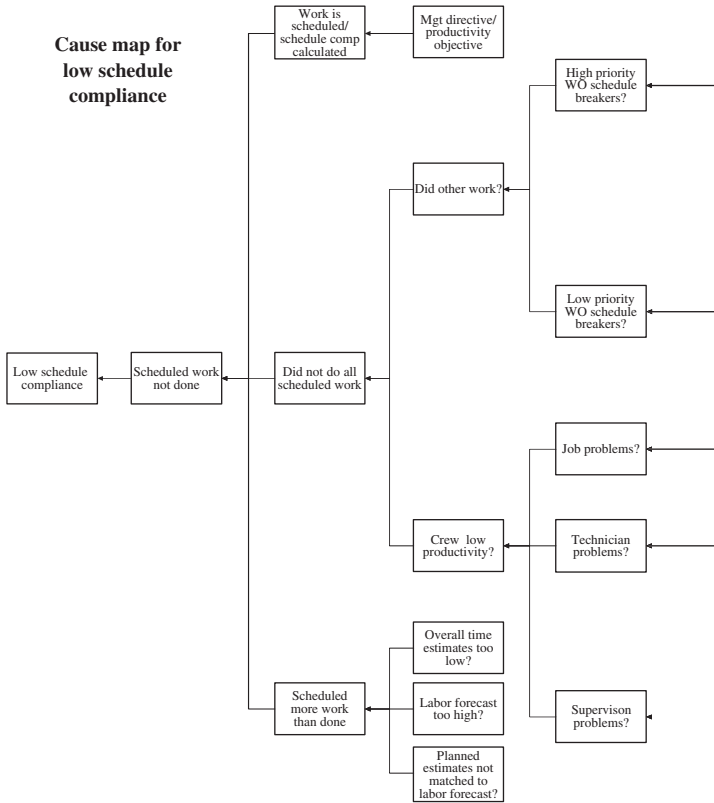 Cause map for
low schedule
compliance
Work is
scheduled/
schedule comp
calculated
Mgt directive/
productivity
objective
High priority
WO schedule
breakers?
Did other work?
Low priority
WO schedule
breakers?
Low schedule
compliance
Scheduled work
not done
Did not do all
scheduled work
Job problems?
Crew low
productivity?
Technician
problems?
Overall time
estimates too
low?
Scheduled
more work
than done
Labor forecast
too high?
Supervison
problems?
Planned
estimates not
matched to
labor forecast?